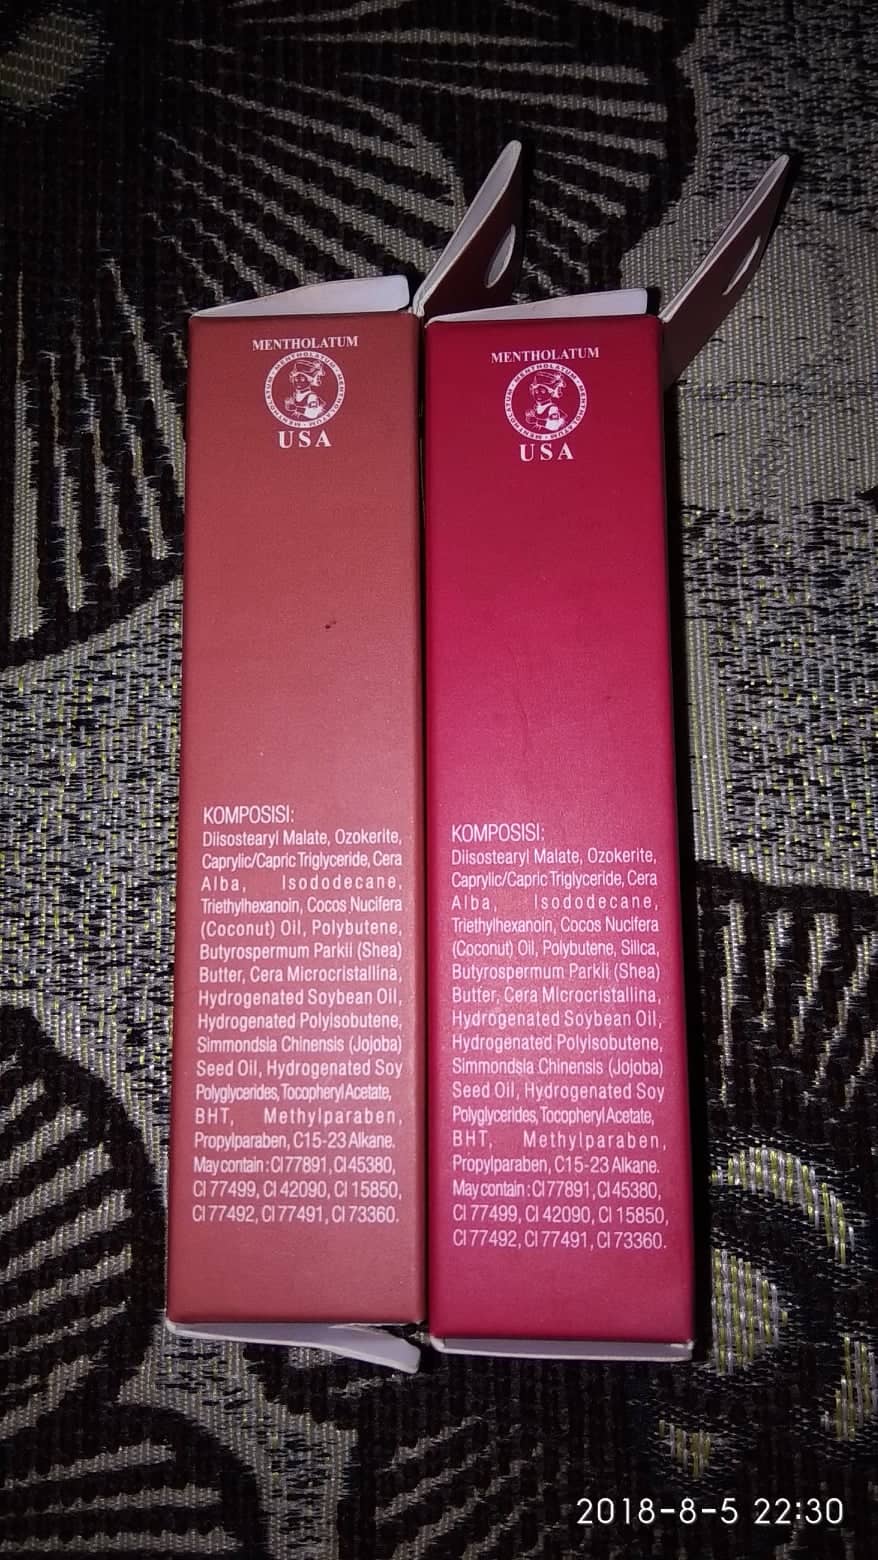 MENTHOLATUM
MENTHOLATUM · MENTHOLATUM · MENTHOLATUM
USA
KOMPOSISI:
Diisostearyl Malate, Ozokerite,
Caprylic/Capric Triglyceride, Cera
Alba, Isododecane,
Triethylhexanoin, Cocos Nucifera
(Coconut) Oil, Polybutene,
Butyrospermum Parkii (Shea)
Butter, Cera Microcristallina,
Hydrogenated Soybean Oil,
Hydrogenated Polyisobutene,
Simmondsia Chinensis (Jojoba)
Seed Oil, Hydrogenated Soy
Polyglycerides, Tocopheryl Acetate,
BHT, Methylparaben,
Propylparaben, C15-23 Alkane.
May contain : CI 77891, CI 45380,
CI 77499, CI 42090, CI 15850,
CI 77492, CI 77491, CI 73360.
MENTHOLATUM
MENTHOLATUM · MENTHOLATUM · MENTHOLATUM
USA
KOMPOSISI:
Diisostearyl Malate, Ozokerite,
Caprylic/Capric Triglyceride, Cera
Alba, Isododecane,
Triethylhexanoin, Cocos Nucifera
(Coconut) Oil, Polybutene, Silica,
Butyrospermum Parkii (Shea)
Butter, Cera Microcristallina,
Hydrogenated Soybean Oil,
Hydrogenated Polyisobutene,
Simmondsia Chinensis (Jojoba)
Seed Oil, Hydrogenated Soy
Polyglycerides, Tocopheryl Acetate,
BHT, Methylparaben,
Propylparaben, C15-23 Alkane.
May contain : CI 77891, CI 45380,
CI 77499, CI 42090, CI 15850,
CI 77492, CI 77491, CI 73360.
2018-8-5 22:30